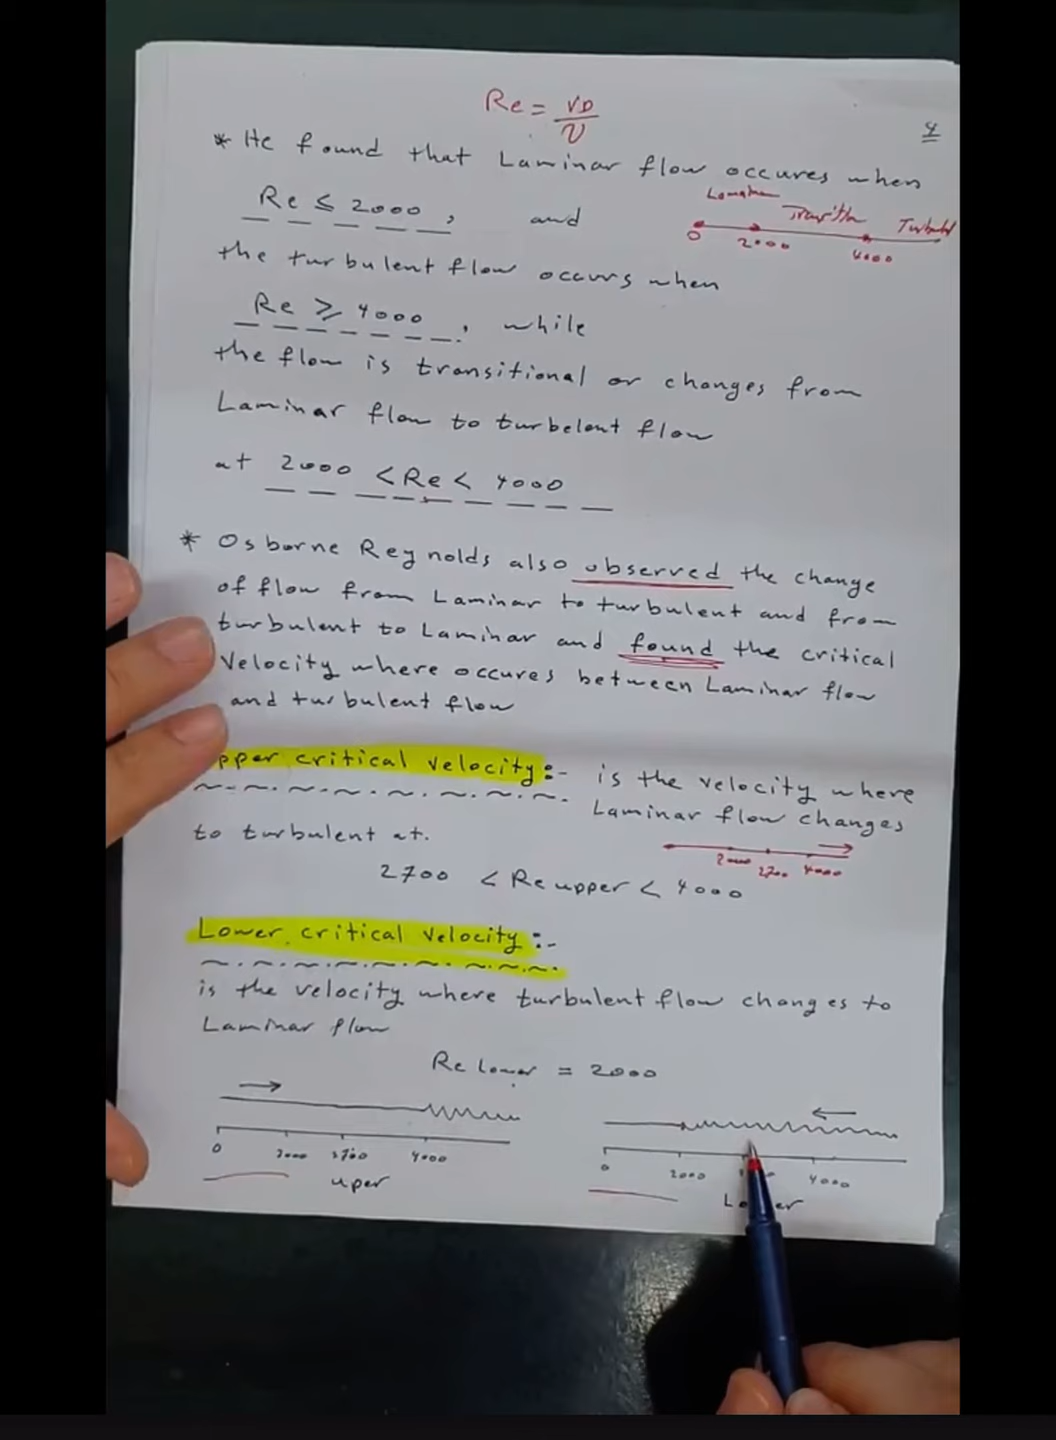 Re = VD/υ
4
* He found that Laminar flow occures when
Re ≤ 2000, and
Transition
0 2000 4000
the turbulent flow occurs when
Re ≥ 4000, while
the flow is transitional or changes from
Laminar flow to turbelent flow
at 2000 < Re < 4000
* Osborne Reynolds also observed the change
of flow from Laminar to turbulent and from
turbulent to Laminar and found the critical
Velocity where occures between Laminar flow
and turbulent flow
pper critical velocity:- is the velocity where
Laminar flow changes
to turbulent at.
2000 2700 4000
2700 < Re upper < 4000
Lower critical velocity:-
is the velocity where turbulent flow changes to
Laminar flow
Re lower = 2000
0 2000 2700 4000
uper
0 2000 4000